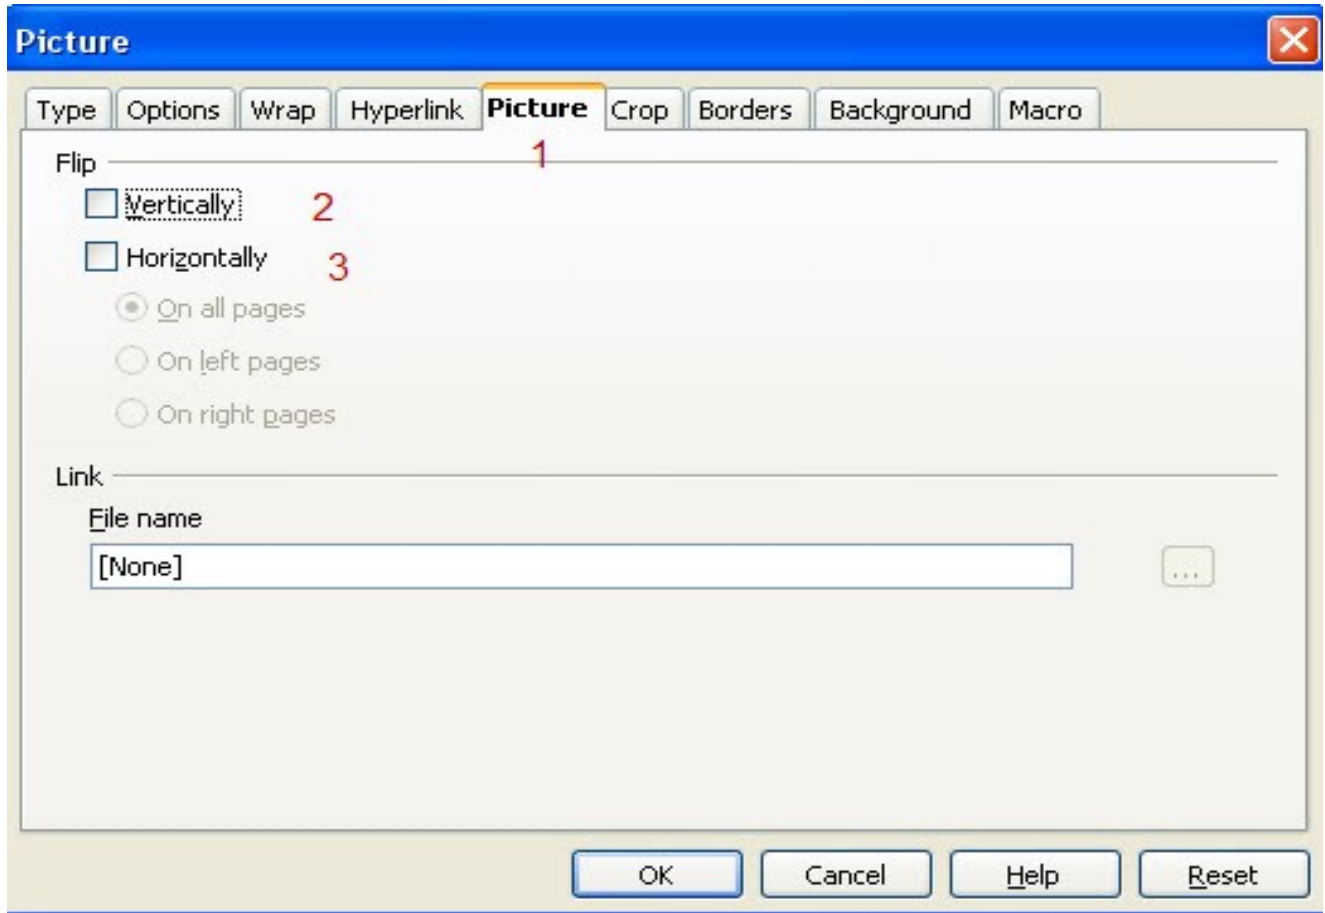 Picture
Type Options Wrap Hyperlink Picture Crop Borders Background Macro
1
Flip
Vertically 2
Horizontally 3
On all pages
On left pages
On right pages
Link
File name
[None] ...
OK Cancel Help Reset